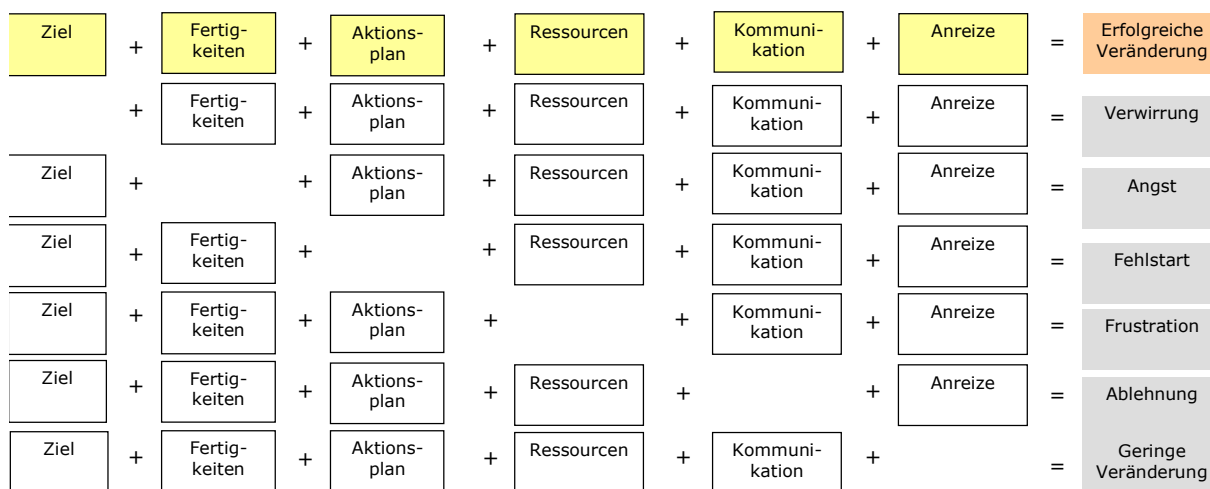 Ziel + Fertig- + Aktions- + Ressourcen + Kommuni- + Anreize = Erfolgreiche
keiten plan kation Veränderung
+ Fertig- + Aktions- + Ressourcen + Kommuni- + Anreize = Verwirrung
keiten plan kation
Ziel + + Aktions- + Ressourcen + Kommuni- + Anreize = Angst
plan kation
Ziel + Fertig- + + Ressourcen + Kommuni- + Anreize = Fehlstart
keiten kation
Ziel + Fertig- + Aktions- + + Kommuni- + Anreize = Frustration
keiten plan kation
Ziel + Fertig- + Aktions- + Ressourcen + + Anreize = Ablehnung
keiten plan
Ziel + Fertig- + Aktions- + Ressourcen + Kommuni- + = Geringe
keiten plan kation Veränderung